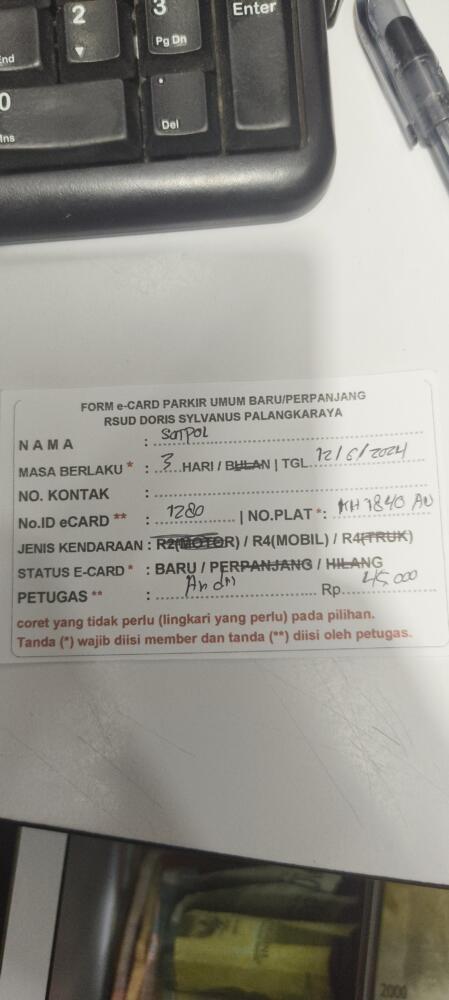 2
▼
3
Pg Dn
Enter
End
0
Ins
.
Del
FORM e-CARD PARKIR UMUM BARU/PERPANJANG
RSUD DORIS SYLVANUS PALANGKARAYA
NAMA : Satpol
MASA BERLAKU * : 3 HARI / BULAN | TGL 12/6/2024
NO. KONTAK :
No.ID eCARD ** : 1280 | NO.PLAT *: KH 1840 AN
JENIS KENDARAAN : R2(MOTOR) / R4(MOBIL) / R4(TRUK)
STATUS E-CARD * : BARU / PERPANJANG / HILANG
PETUGAS ** : Andri Rp. 45.000
coret yang tidak perlu (lingkari yang perlu) pada pilihan.
Tanda (*) wajib diisi member dan tanda (**) diisi oleh petugas.
2000